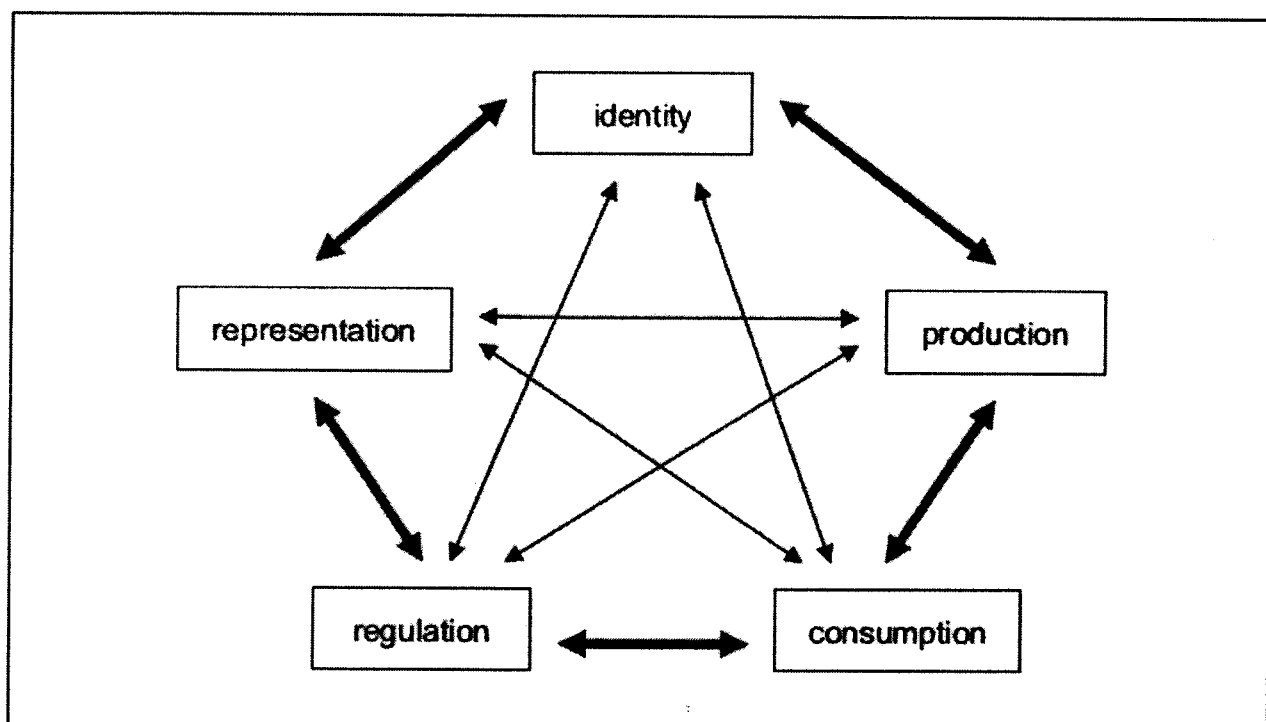 identity
representation
production
regulation
consumption